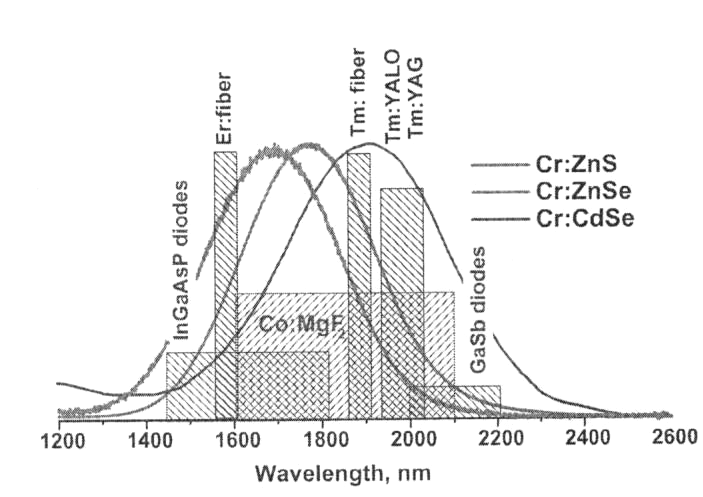 Er:fiber
Tm: fiber
Tm:YALO
Tm:YAG
InGaAsP diodes
Co:MgF2
GaSb diodes
Cr:ZnS
Cr:ZnSe
Cr:CdSe
1200 1400 1600 1800 2000 2200 2400 2600
Wavelength, nm